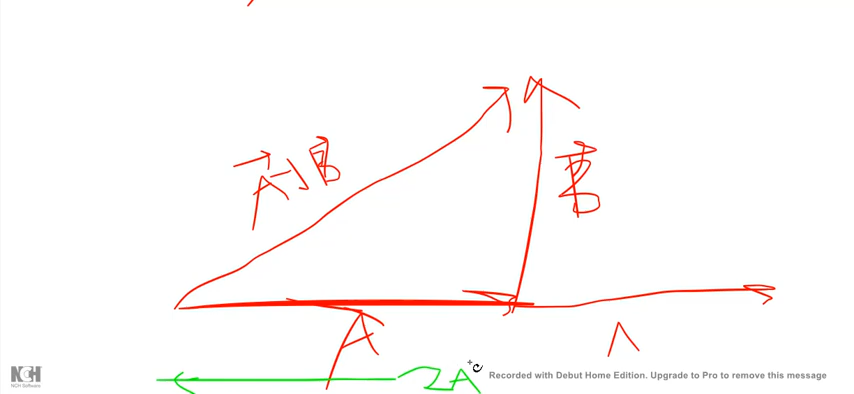 A+B
B
A
2A
NCH
NCH Software
Recorded with Debut Home Edition. Upgrade to Pro to remove this message